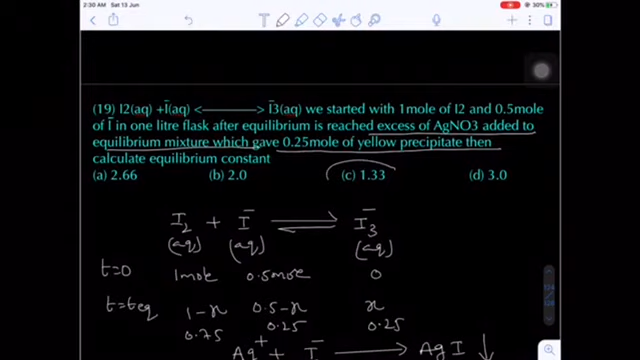 2:30 AM Sat 13 Jun
30%
(19) I2(aq) +Ī(aq) <————> Ī3(aq) we started with 1mole of I2 and 0.5mole
of Ī in one litre flask after equilibrium is reached excess of AgNO3 added to
equilibrium mixture which gave 0.25mole of yellow precipitate then
calculate equilibrium constant
(a) 2.66 (b) 2.0 (c) 1.33 (d) 3.0
I₂ + I⁻ ⇌ I₃⁻
(aq) (aq) (aq)
t=0 1mole 0.5mole 0
t=teq 1-x 0.5-x x
0.75 0.25 0.25
Ag⁺ + I⁻ → AgI ↓